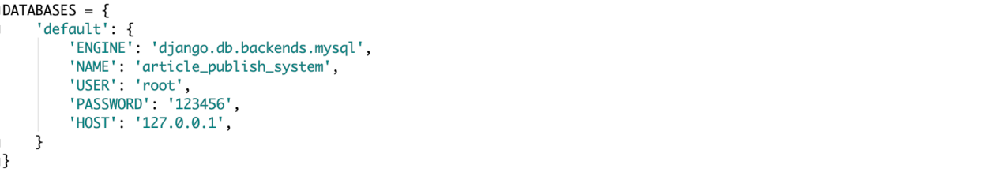 DATABASES = {
    'default': {
        'ENGINE': 'django.db.backends.mysql',
        'NAME': 'article_publish_system',
        'USER': 'root',
        'PASSWORD': '123456',
        'HOST': '127.0.0.1',
    }
}